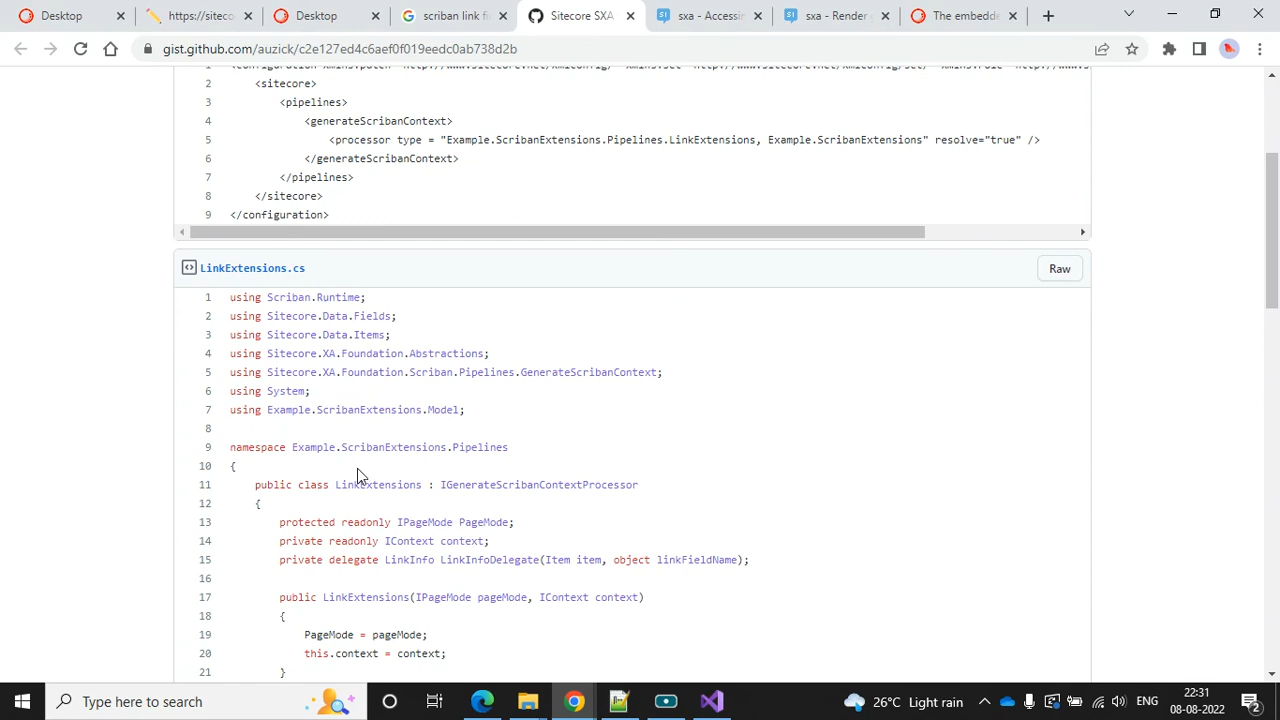 Desktop
https://siteco
Desktop
scriban link fi
Sitecore SXA
sxa - Accessin
sxa - Render
The embedde
gist.github.com/auzick/c2e127ed4c6aef0f019eedc0ab738d2b
2 <sitecore>
3 <pipelines>
4 <generateScribanContext>
5 <processor type = "Example.ScribanExtensions.Pipelines.LinkExtensions, Example.ScribanExtensions" resolve="true" />
6 </generateScribanContext>
7 </pipelines>
8 </sitecore>
9 </configuration>
LinkExtensions.cs
Raw
1 using Scriban.Runtime;
2 using Sitecore.Data.Fields;
3 using Sitecore.Data.Items;
4 using Sitecore.XA.Foundation.Abstractions;
5 using Sitecore.XA.Foundation.Scriban.Pipelines.GenerateScribanContext;
6 using System;
7 using Example.ScribanExtensions.Model;
8
9 namespace Example.ScribanExtensions.Pipelines
10 {
11 public class LinkExtensions : IGenerateScribanContextProcessor
12 {
13 protected readonly IPageMode PageMode;
14 private readonly IContext context;
15 private delegate LinkInfo LinkInfoDelegate(Item item, object linkFieldName);
16
17 public LinkExtensions(IPageMode pageMode, IContext context)
18 {
19 PageMode = pageMode;
20 this.context = context;
21 }
Type here to search
26°C Light rain
ENG
22:31
08-08-2022
2